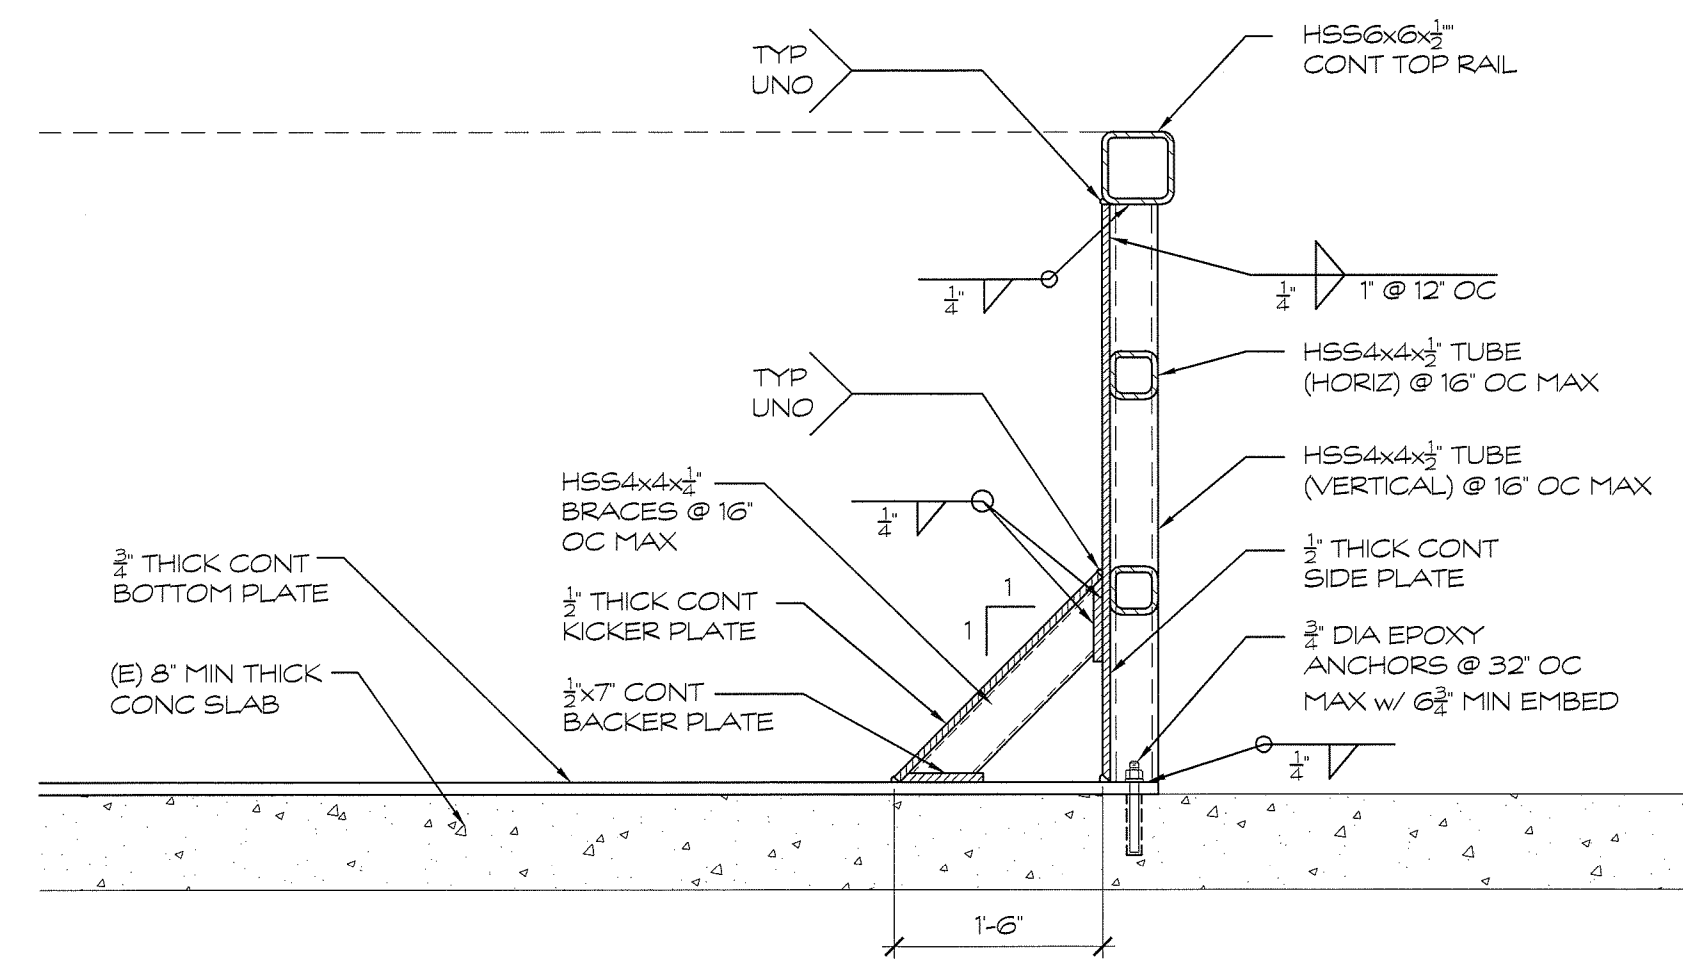 TYP
UNO
HSS6x6x1/2""
CONT TOP RAIL
1/4"
1/4"
1" @ 12" OC
HSS4x4x1/2" TUBE
(HORIZ) @ 16" OC MAX
TYP
UNO
HSS4x4x1/2" TUBE
(VERTICAL) @ 16" OC MAX
HSS4x4x1/4"
BRACES @ 16"
OC MAX
1/4"
3/4" THICK CONT
BOTTOM PLATE
1/2" THICK CONT
SIDE PLATE
1/2" THICK CONT
KICKER PLATE
1
1
3/4" DIA EPOXY
ANCHORS @ 32" OC
MAX w/ 6 3/4" MIN EMBED
(E) 8" MIN THICK
CONC SLAB
1/2"x7" CONT
BACKER PLATE
1/4"
1'-6"